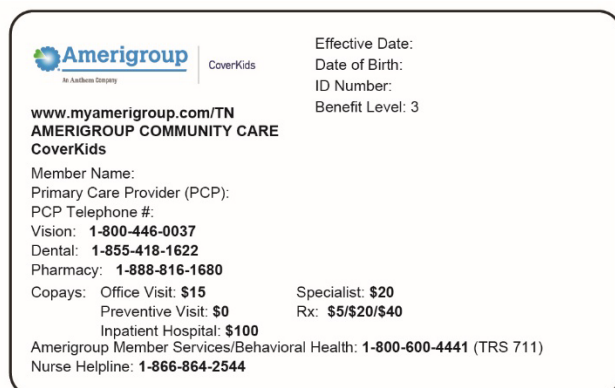 Amerigroup
An Anthem Company
CoverKids
Effective Date:
Date of Birth:
ID Number:
Benefit Level: 3
www.myamerigroup.com/TN
AMERIGROUP COMMUNITY CARE
CoverKids
Member Name:
Primary Care Provider (PCP):
PCP Telephone #:
Vision: 1-800-446-0037
Dental: 1-855-418-1622
Pharmacy: 1-888-816-1680
Copays: Office Visit: $15 Specialist: $20
Preventive Visit: $0 Rx: $5/$20/$40
Inpatient Hospital: $100
Amerigroup Member Services/Behavioral Health: 1-800-600-4441 (TRS 711)
Nurse Helpline: 1-866-864-2544